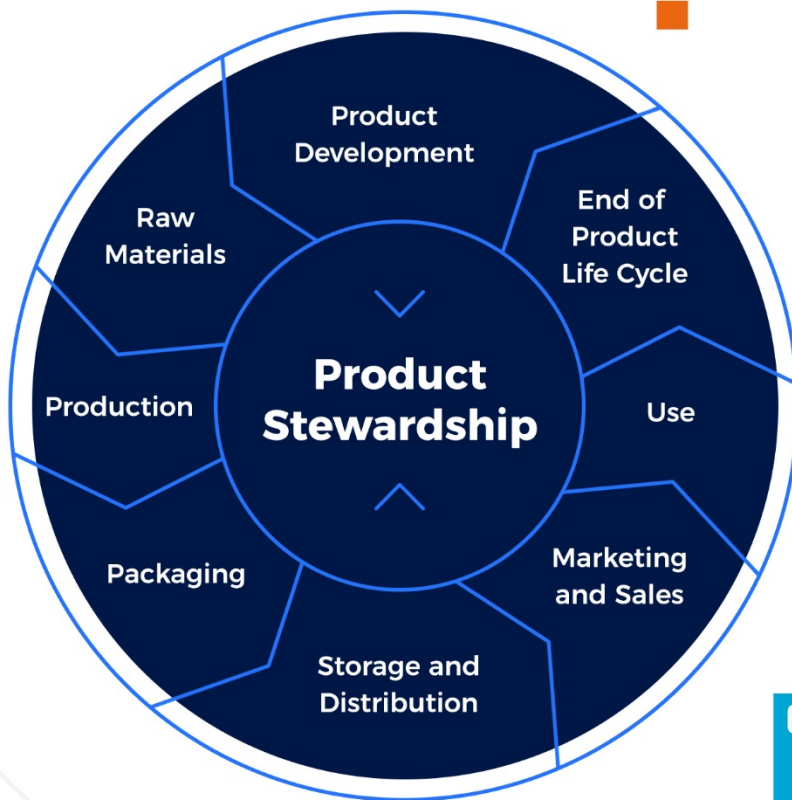 Product
Development
End of
Product
Life Cycle
Raw
Materials
Product
Stewardship
Production
Use
Marketing
and Sales
Packaging
Storage and
Distribution